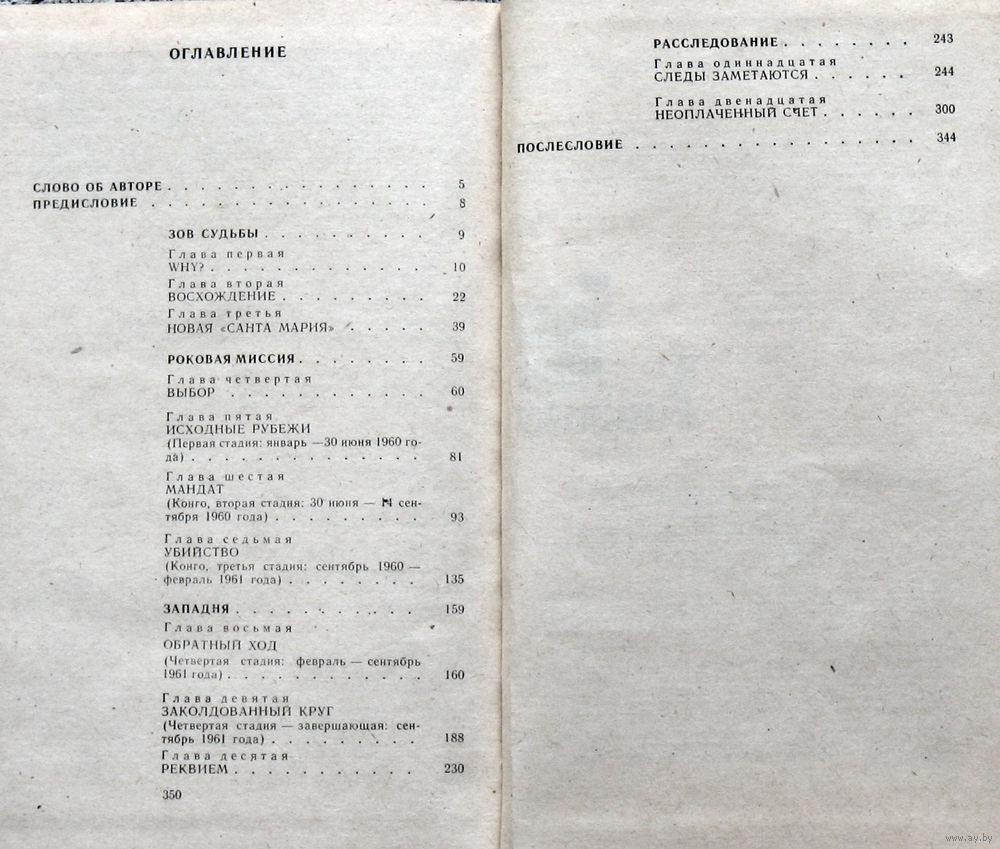 ОГЛАВЛЕНИЕ
СЛОВО ОБ АВТОРЕ . . . . . . . . . . . . . . . . 5
ПРЕДИСЛОВИЕ . . . . . . . . . . . . . . . . . 8
ЗОВ СУДЬБЫ . . . . . . . . . . 9
Глава первая
WHY? . . . . . . . . . . . . . 10
Глава вторая
ВОСХОЖДЕНИЕ . . . . . . . . . 22
Глава третья
НОВАЯ «САНТА МАРИЯ» . . . . . 39
РОКОВАЯ МИССИЯ . . . . . . . . 59
Глава четвертая
ВЫБОР . . . . . . . . . . . . 60
Глава пятая
ИСХОДНЫЕ РУБЕЖИ
(Первая стадия: январь — 30 июня 1960 го-
да) . . . . . . . . . . . . . . 81
Глава шестая
МАНДАТ
(Конго, вторая стадия: 30 июня — 14 сен-
тября 1960 года) . . . . . . . . . 93
Глава седьмая
УБИЙСТВО
(Конго, третья стадия: сентябрь 1960 —
февраль 1961 года) . . . . . . . 135
ЗАПАДНЯ . . . . . . . . . . . 159
Глава восьмая
ОБРАТНЫЙ ХОД
(Четвертая стадия: февраль — сентябрь
1961 года) . . . . . . . . . . . . 160
Глава девятая
ЗАКОЛДОВАННЫЙ КРУГ
(Четвертая стадия — завершающая: сен-
тябрь 1961 года) . . . . . . . . . 188
Глава десятая
РЕКВИЕМ . . . . . . . . . . . 230
350
РАССЛЕДОВАНИЕ . . . . . . . . 243
Глава одиннадцатая
СЛЕДЫ ЗАМЕТАЮТСЯ . . . . . . 244
Глава двенадцатая
НЕОПЛАЧЕННЫЙ СЧЕТ . . . . . . 300
ПОСЛЕСЛОВИЕ . . . . . . . . . . . . . . . . . 344
www.ay.by